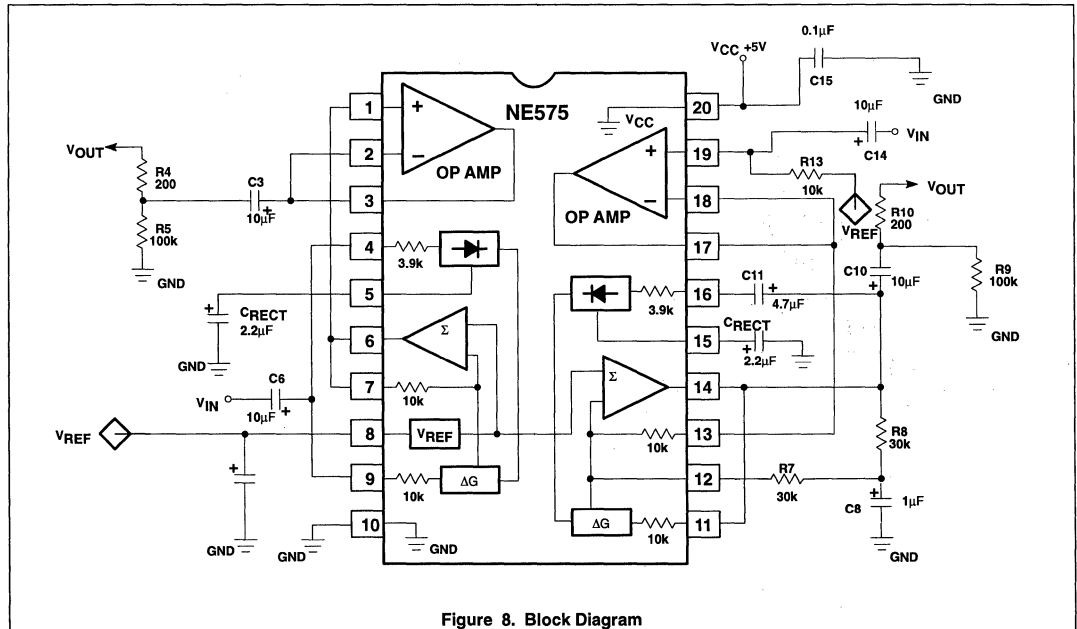 0.1µF
VCC +5V
C15
GND
NE575
1
+
20
VCC
10µF
VIN
+
C14
2
−
OP AMP
+
19
R13
10k
VOUT
R4
200
C3
10µF
+
3
OP AMP
−
18
VREF
R10
200
VOUT
R5
100k
GND
4
3.9k
17
C10
10µF
+
R9
100k
GND
5
C11
+
4.7µF
16
3.9k
+
CRECT
2.2µF
GND
6
Σ
CRECT
15
+
2.2µF
C6
VIN
10µF
+
7
10k
Σ
14
VREF
8
VREF
10k
13
R8
30k
+
9
10k
ΔG
12
R7
30k
+
C8
1µF
GND
GND
10
GND
ΔG
10k
11
GND
Figure 8. Block Diagram